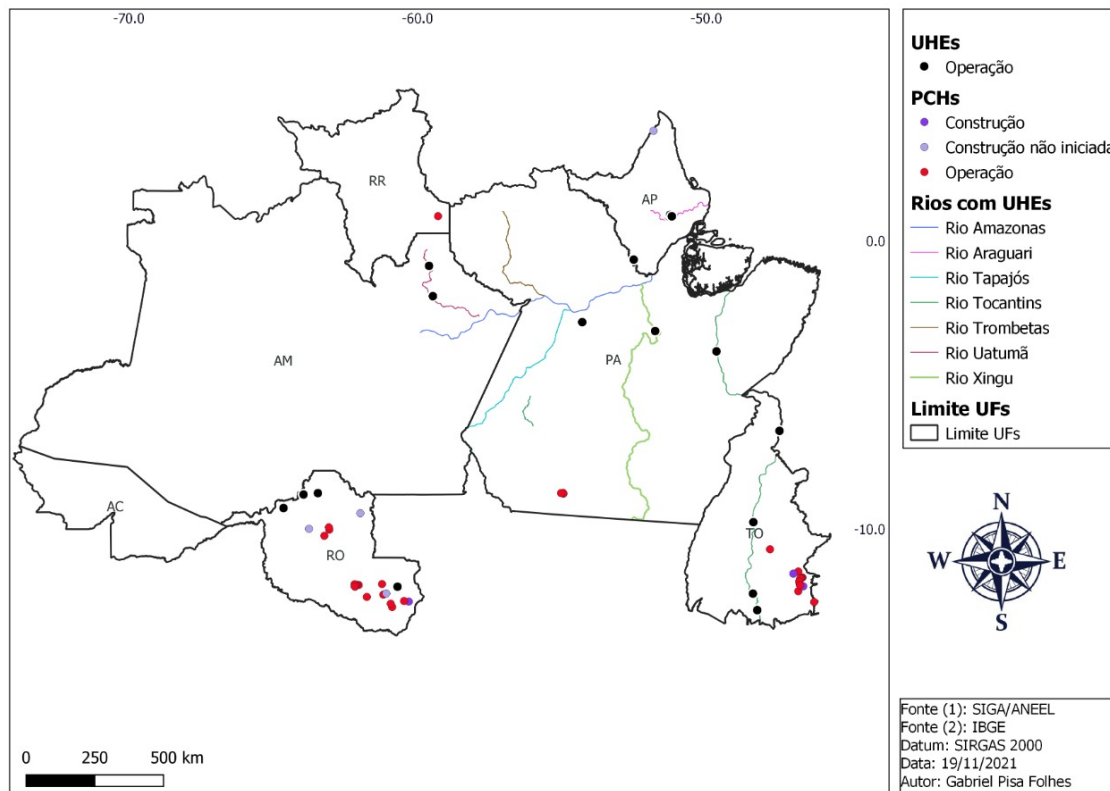 -70.0
-60.0
-50.0
0.0
-10.0
RR
AP
AM
PA
AC
RO
TO
0 250 500 km
UHEs
Operação
PCHs
Construção
Construção não iniciada
Operação
Rios com UHEs
Rio Amazonas
Rio Araguari
Rio Tapajós
Rio Tocantins
Rio Trombetas
Rio Uatumã
Rio Xingu
Limite UFs
Limite UFs
N
W E
S
Fonte (1): SIGA/ANEEL
Fonte (2): IBGE
Datum: SIRGAS 2000
Data: 19/11/2021
Autor: Gabriel Pisa Folhes